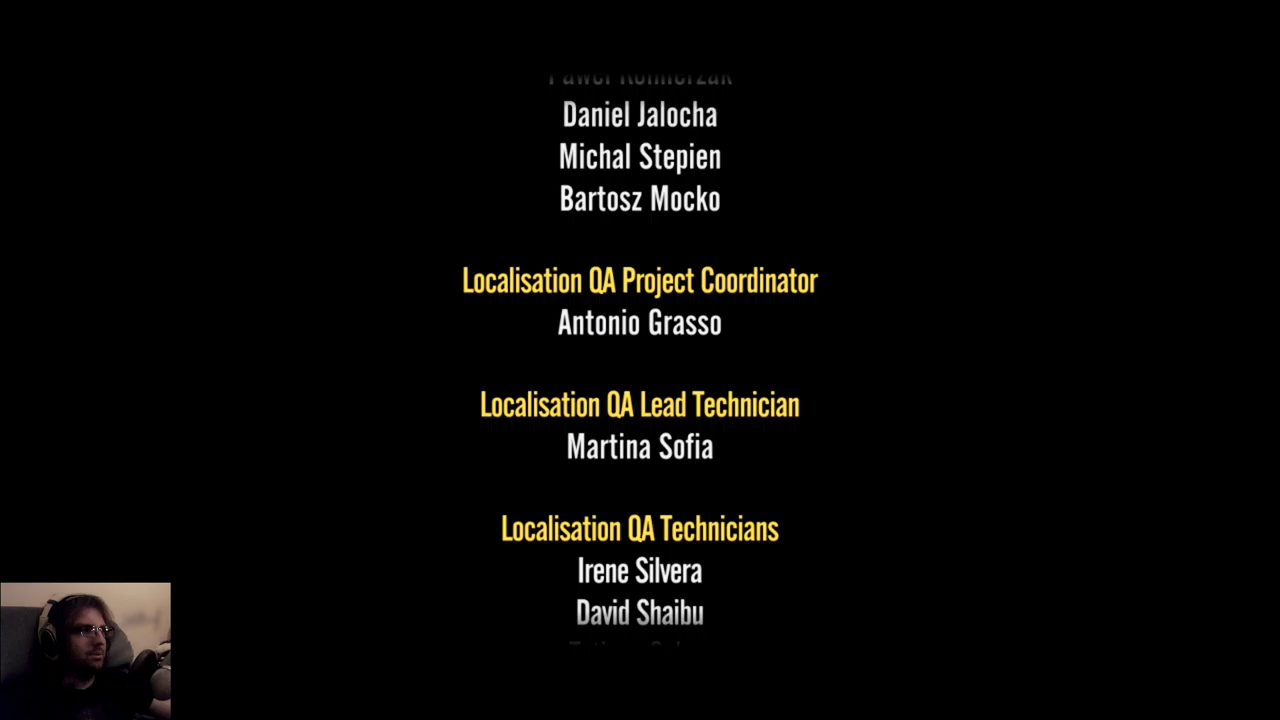 Daniel Jalocha
Michal Stepien
Bartosz Mocko
Localisation QA Project Coordinator
Antonio Grasso
Localisation QA Lead Technician
Martina Sofia
Localisation QA Technicians
Irene Silvera
David Shaibu